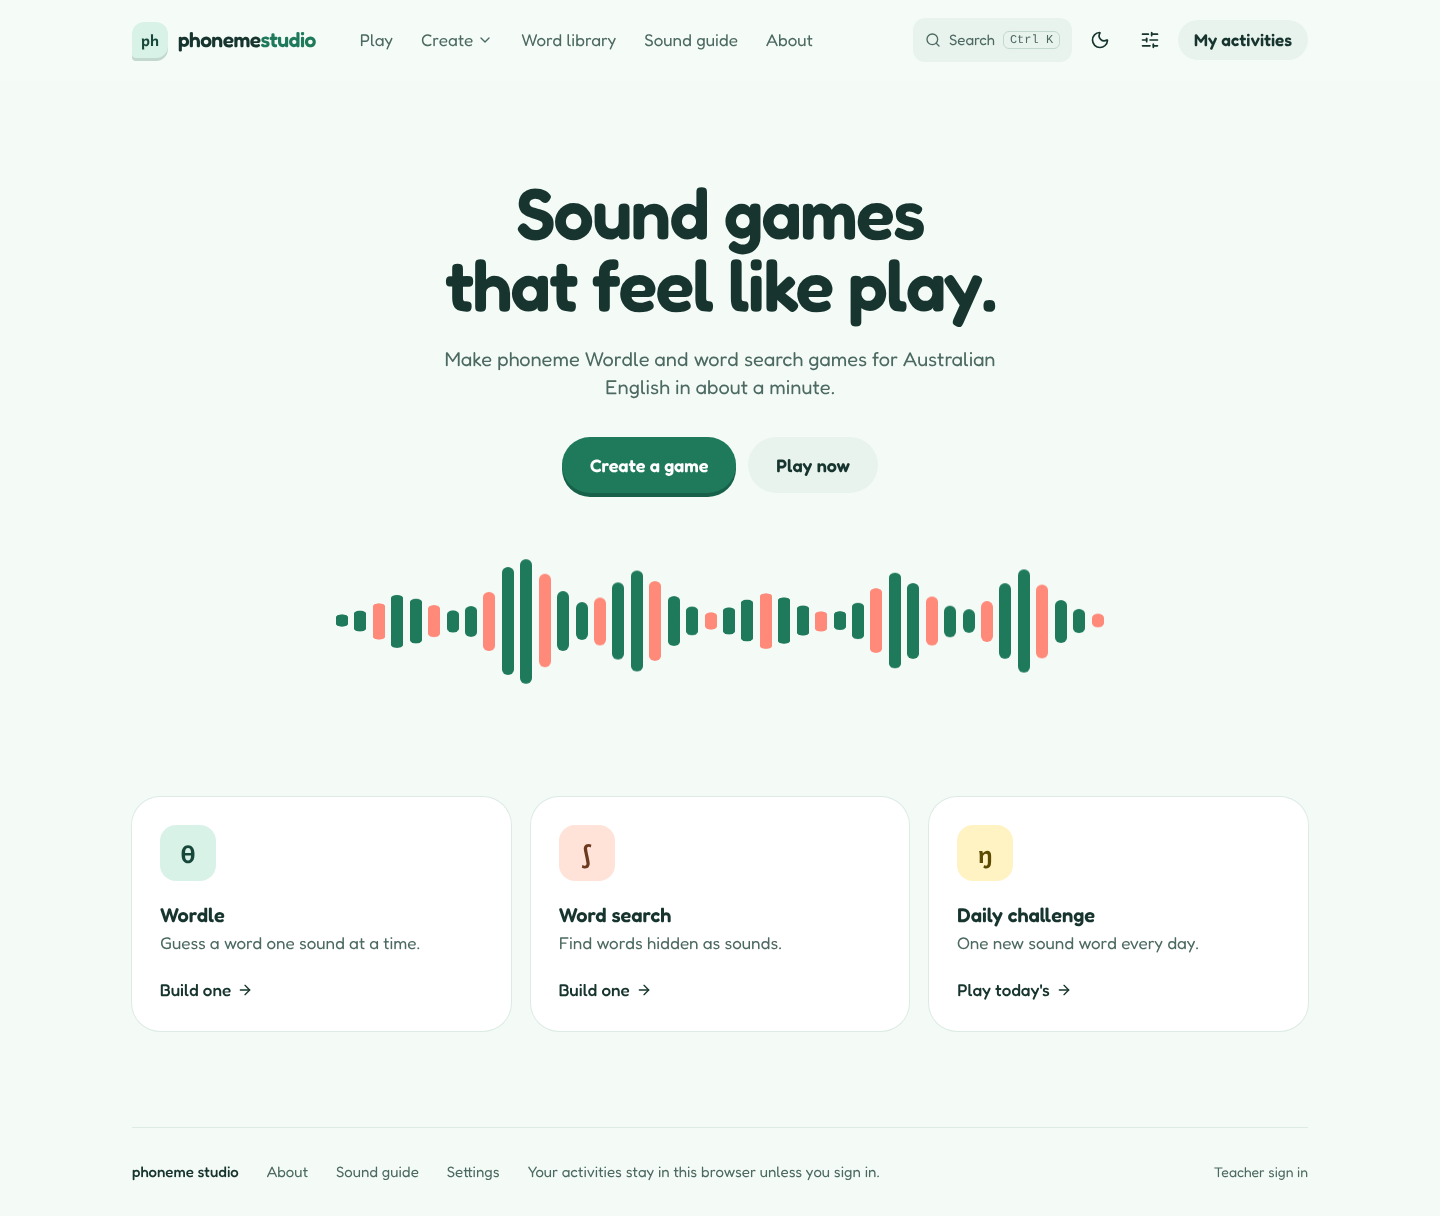 ph phonemestudio Play Create Word library Sound guide About Search Ctrl K My activities
Sound games
that feel like play.
Make phoneme Wordle and word search games for Australian
English in about a minute.
Create a game Play now
θ
Wordle
Guess a word one sound at a time.
Build one →
ʃ
Word search
Find words hidden as sounds.
Build one →
ŋ
Daily challenge
One new sound word every day.
Play today's →
phoneme studio About Sound guide Settings Your activities stay in this browser unless you sign in. Teacher sign in